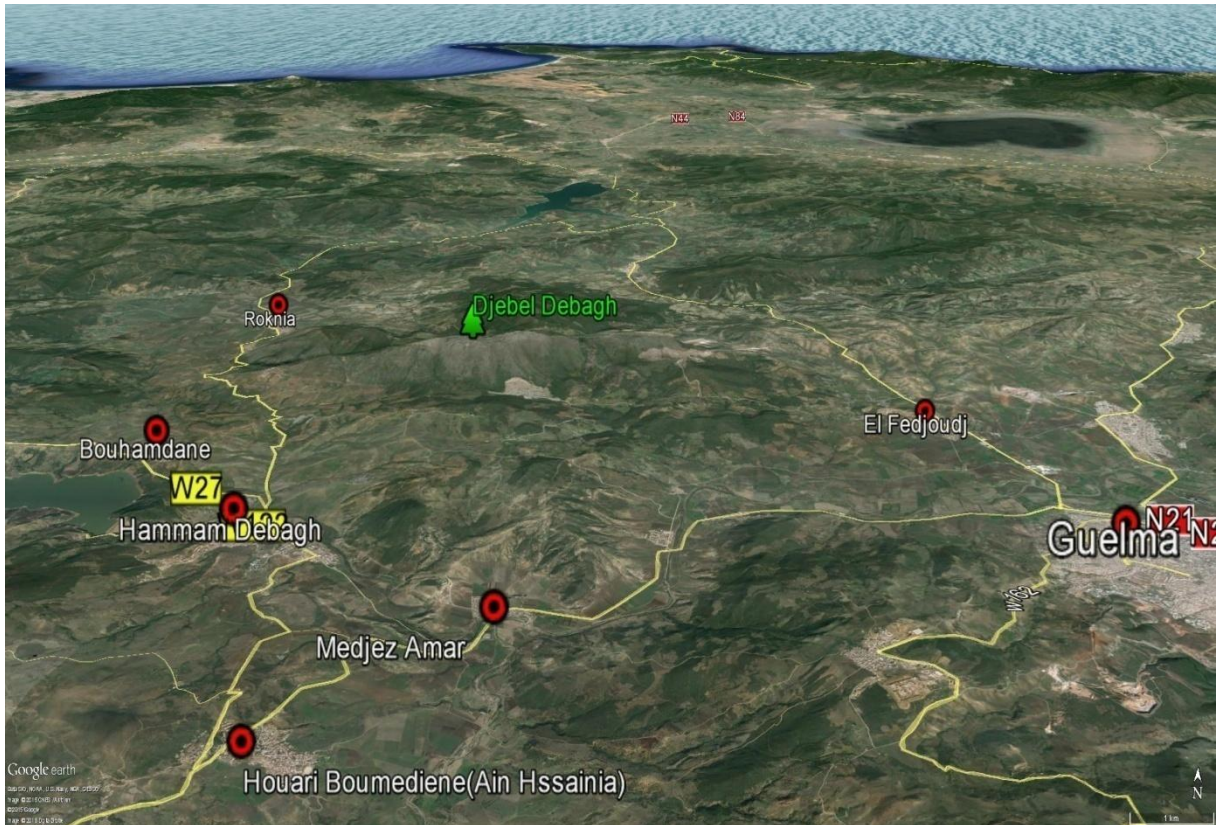 N44
N84
Djebel Debagh
Roknia
El Fedjoudj
Bouhamdane
W27
Hammam Debagh
N21
Guelma
W162
Medjez Amar
Houari Boumediene(Ain Hssainia)
Google earth
N
1 km